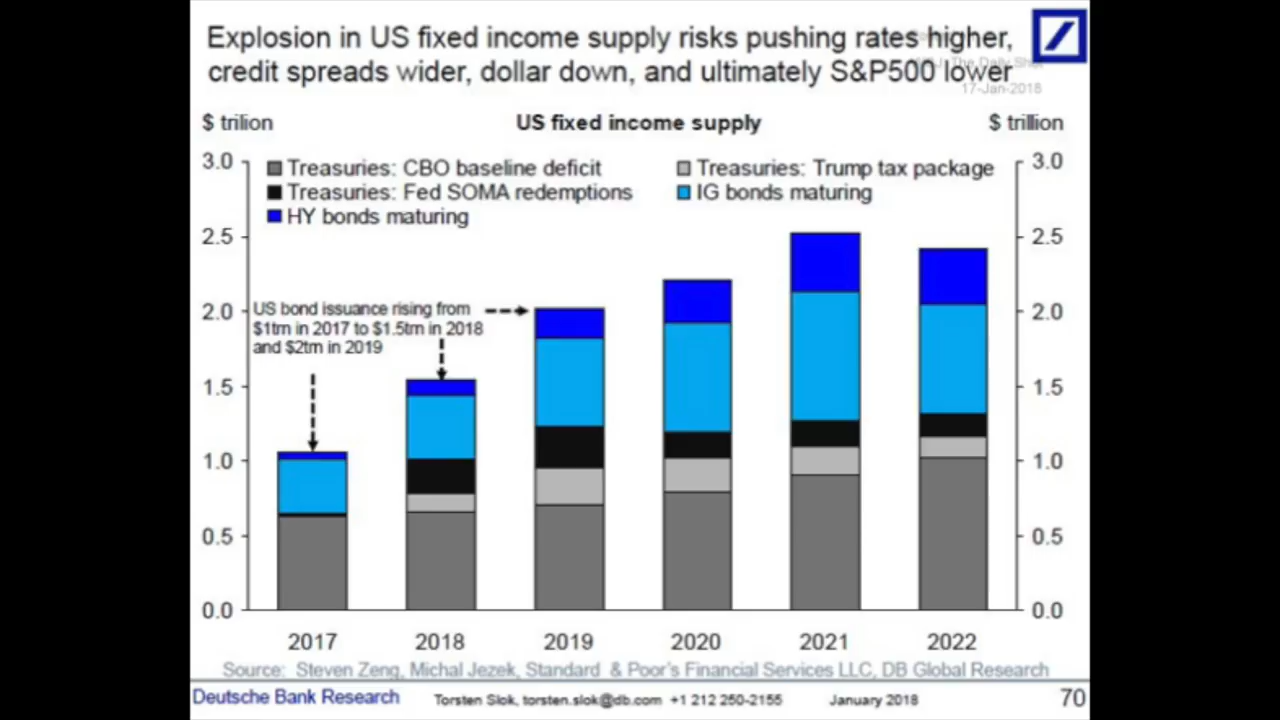 Explosion in US fixed income supply risks pushing rates higher,
credit spreads wider, dollar down, and ultimately S&P500 lower
The Daily
17-Jan-2018
$ trilion US fixed income supply $ trillion
3.0 Treasuries: CBO baseline deficit Treasuries: Trump tax package 3.0
Treasuries: Fed SOMA redemptions IG bonds maturing
HY bonds maturing
2.5 2.5
2.0 US bond issuance rising from 2.0
$1trn in 2017 to $1.5trn in 2018
and $2trn in 2019
1.5 1.5
1.0 1.0
0.5 0.5
0.0 0.0
2017 2018 2019 2020 2021 2022
Source: Steven Zeng, Michal Jezek, Standard & Poor's Financial Services LLC, DB Global Research
Deutsche Bank Research Torsten Slok, torsten.slok@db.com +1 212 250-2155 January 2018 70